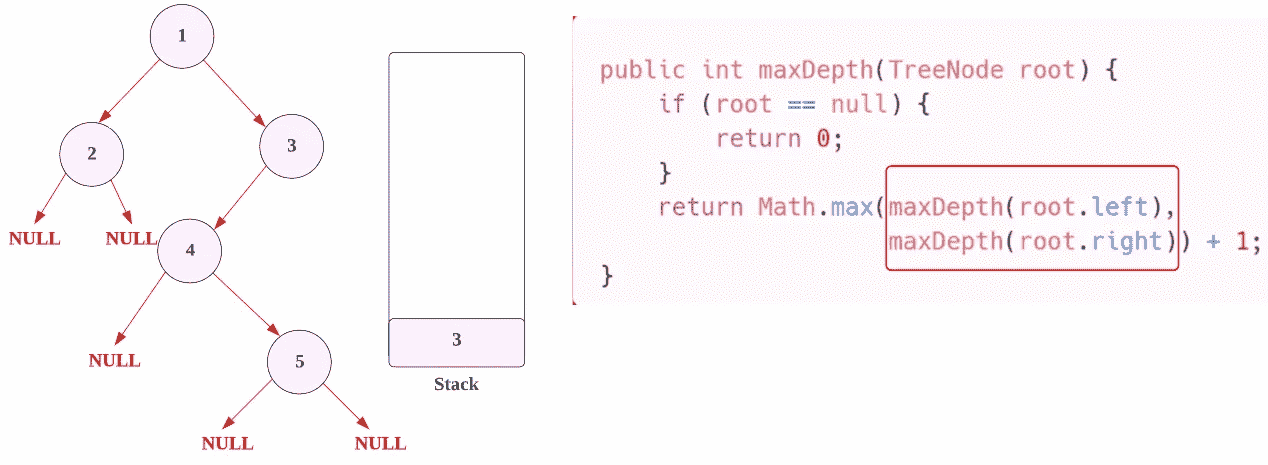 1
2
3
NULL
NULL
4
NULL
5
NULL
NULL
3
Stack
public int maxDepth(TreeNode root) {
    if (root == null) {
        return 0;
    }
    return Math.max(maxDepth(root.left),
                    maxDepth(root.right)) + 1;
}